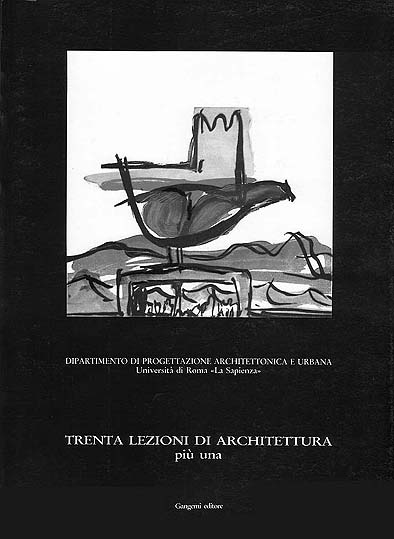 DIPARTIMENTO DI PROGETTAZIONE ARCHITETTONICA E URBANA
Università di Roma «La Sapienza»
TRENTA LEZIONI DI ARCHITETTURA
più una
Gangemi editore